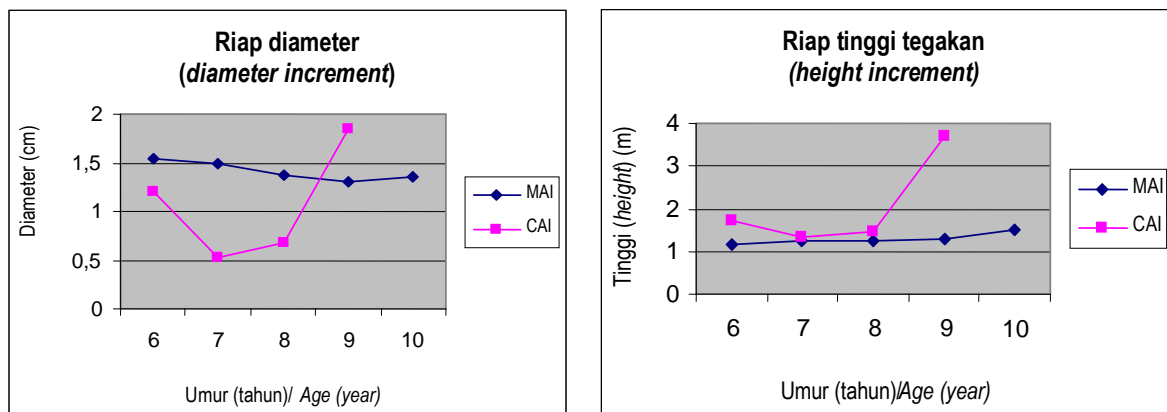 Riap diameter
(diameter increment)
Diameter (cm)
2
1,5
1
0,5
0
6 7 8 9 10
Umur (tahun)/ Age (year)
MAI
CAI
Riap tinggi tegakan
(height increment)
Tinggi (height) (m)
4
3
2
1
0
6 7 8 9 10
Umur (tahun)/Age (year)
MAI
CAI